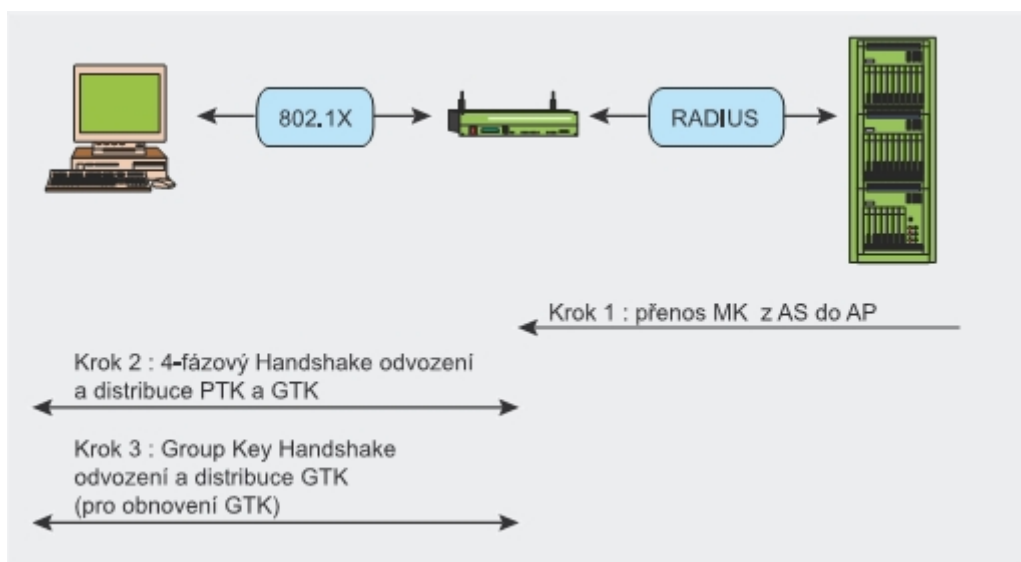 802.1X
RADIUS
Krok 1 : přenos MK z AS do AP
Krok 2 : 4-fázový Handshake odvození
a distribuce PTK a GTK
Krok 3 : Group Key Handshake
odvození a distribuce GTK
(pro obnovení GTK)